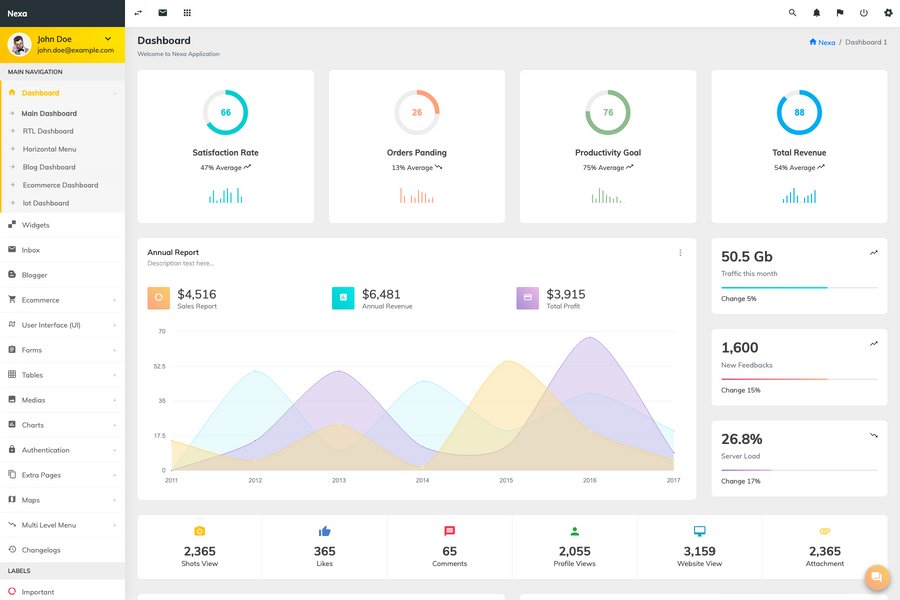 Nexa
John Doe
john.doe@example.com
MAIN NAVIGATION
Dashboard
Main Dashboard
RTL Dashboard
Horizontal Menu
Blog Dashboard
Ecommerce Dashboard
Iot Dashboard
Widgets
Inbox
Blogger
Ecommerce
User Interface (UI)
Forms
Tables
Medias
Charts
Authentication
Extra Pages
Maps
Multi Level Menu
Changelogs
LABELS
Important
Dashboard
Welcome to Nexa Application
Nexa / Dashboard 1
66
Satisfaction Rate
47% Average
26
Orders Panding
13% Average
76
Productivity Goal
75% Average
88
Total Revenue
54% Average
Annual Report
Description text here...
$4,516
Sales Report
$6,481
Annual Revenue
$3,915
Total Profit
70
52.5
35
17.5
0
2011 2012 2013 2014 2015 2016 2017
50.5 Gb
Traffic this month
Change 5%
1,600
New Feedbacks
Change 15%
26.8%
Server Load
Change 17%
2,365
Shots View
365
Likes
65
Comments
2,055
Profile Views
3,159
Website View
2,365
Attachment